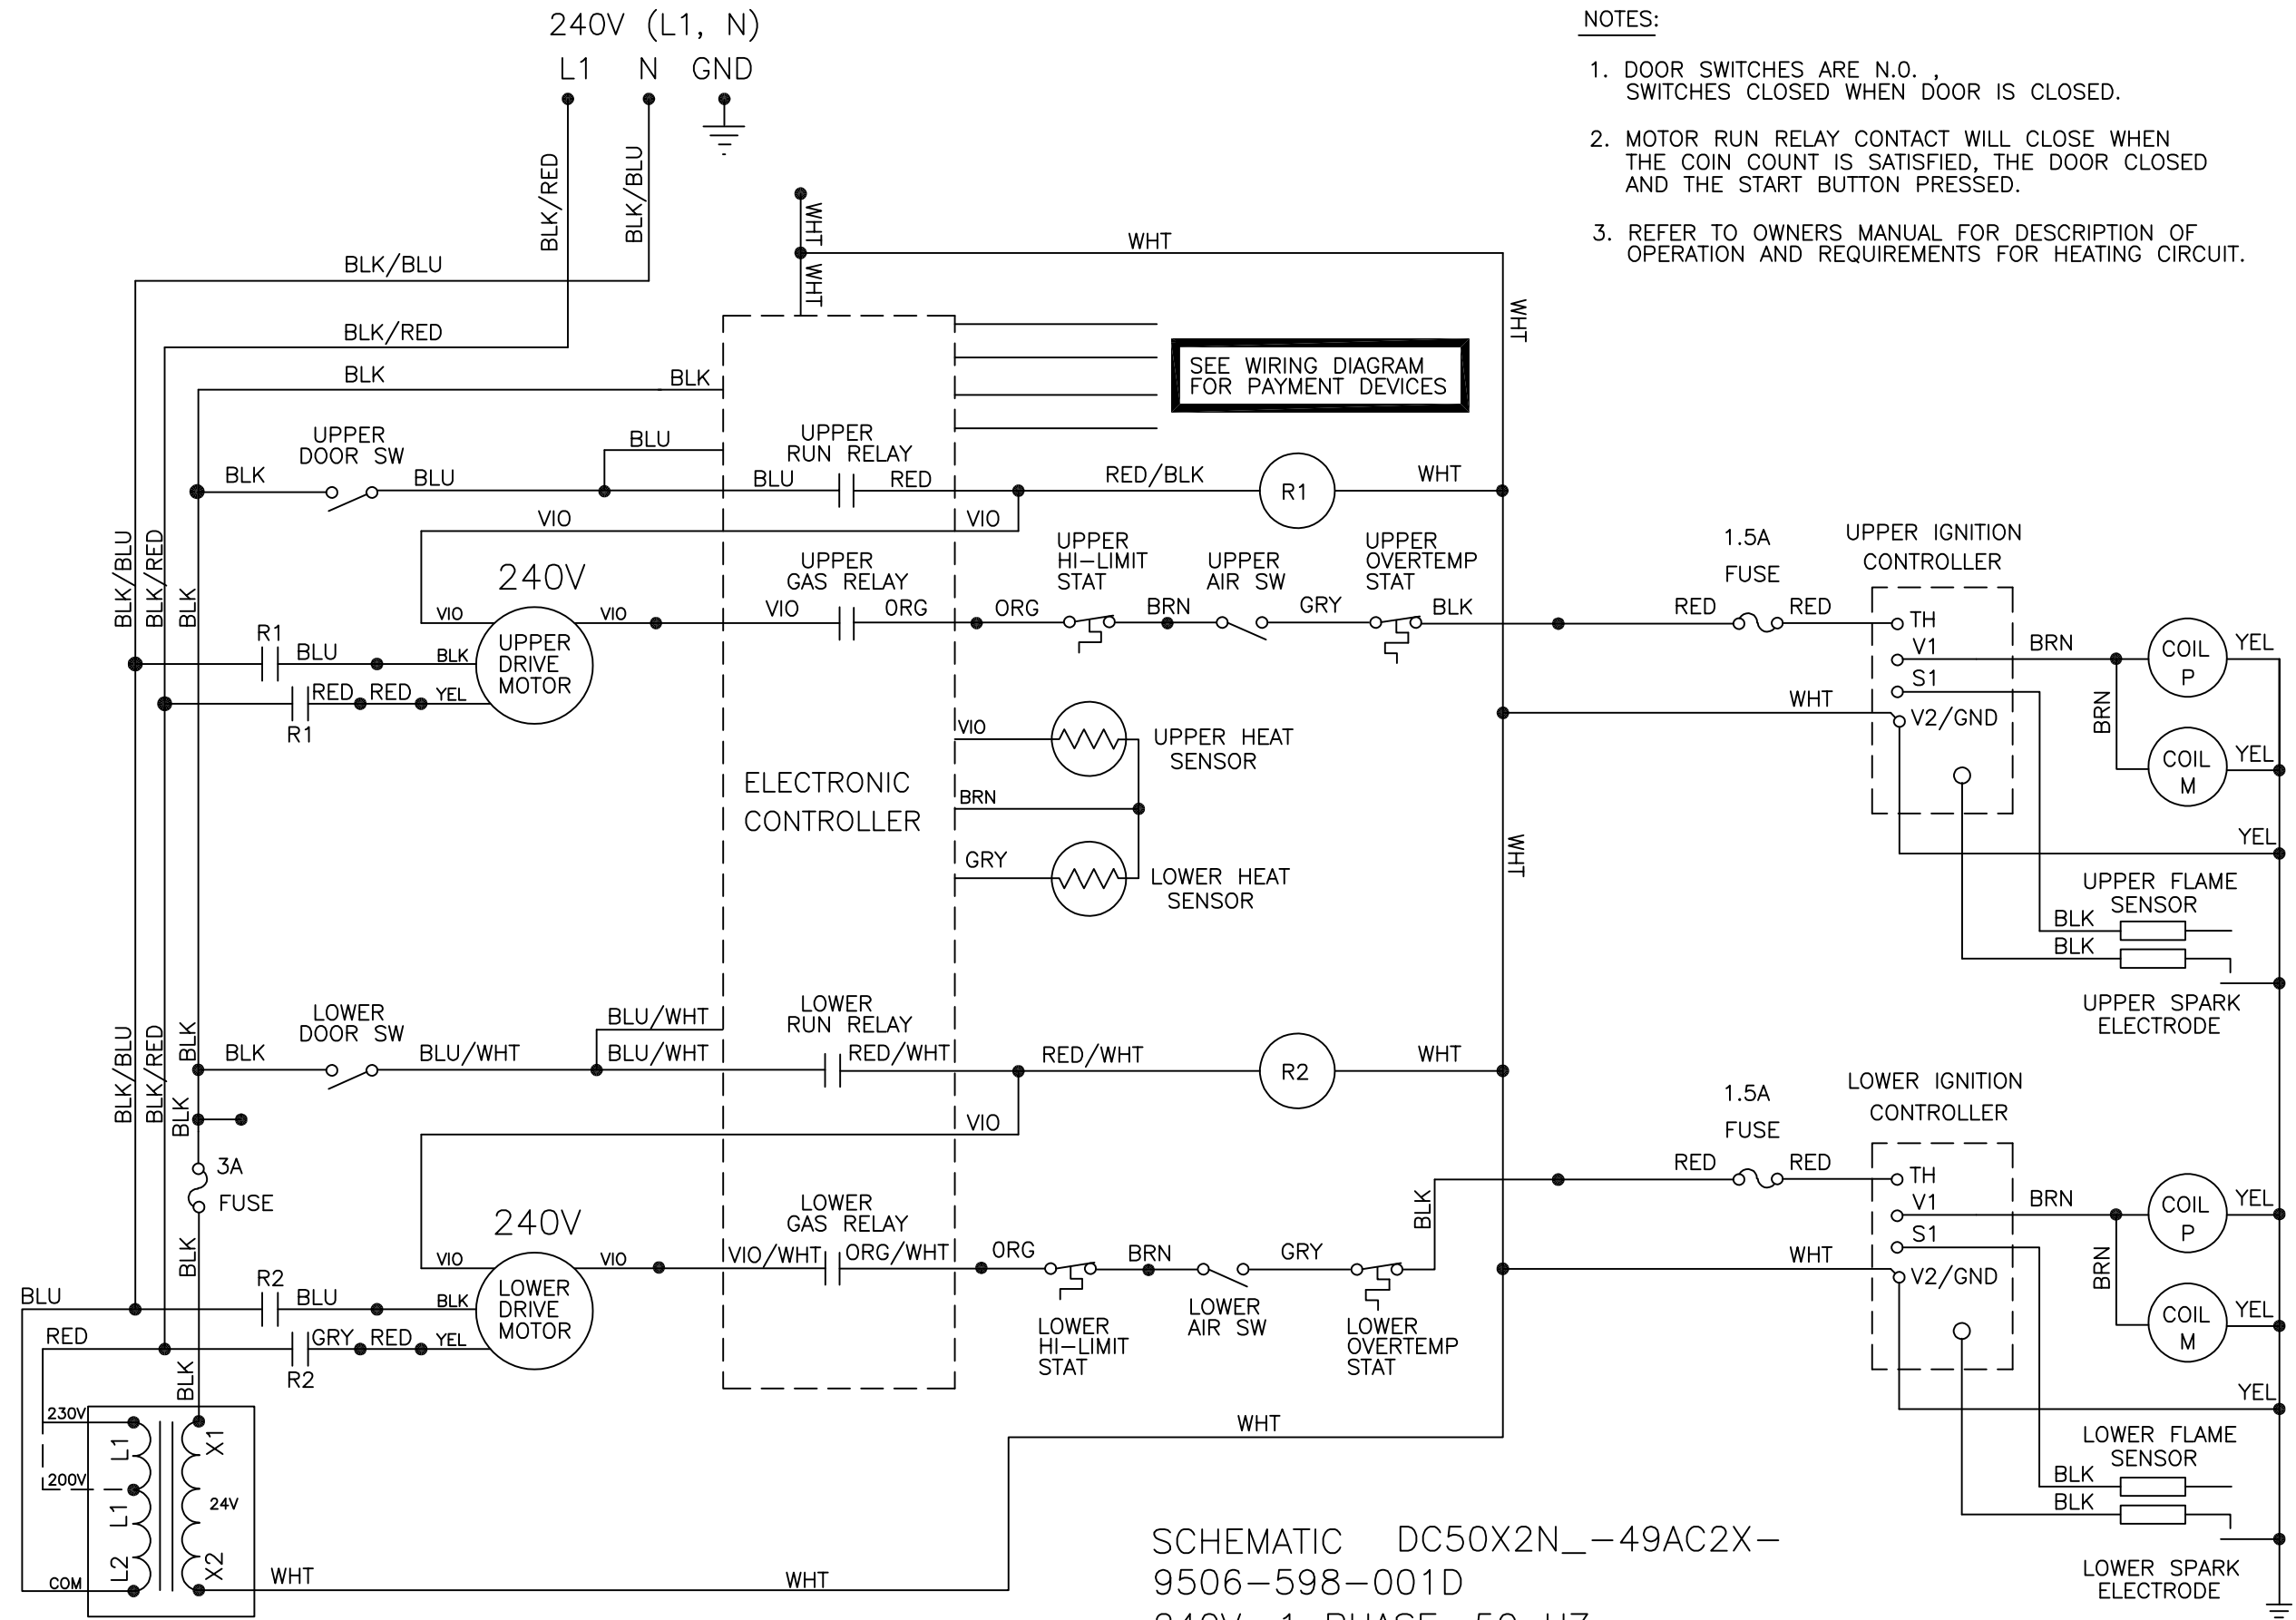 240V (L1, N)
L1 N GND
BLK/RED
BLK/BLU
NOTES:
1. DOOR SWITCHES ARE N.O. ,
SWITCHES CLOSED WHEN DOOR IS CLOSED.
2. MOTOR RUN RELAY CONTACT WILL CLOSE WHEN
THE COIN COUNT IS SATISFIED, THE DOOR CLOSED
AND THE START BUTTON PRESSED.
3. REFER TO OWNERS MANUAL FOR DESCRIPTION OF
OPERATION AND REQUIREMENTS FOR HEATING CIRCUIT.
WHT
WHT
WHT
WHT
BLK/BLU
BLK/RED
BLK
BLK
SEE WIRING DIAGRAM
FOR PAYMENT DEVICES
UPPER
DOOR SW
BLK
BLU
BLU
UPPER
RUN RELAY
BLU
RED
RED/BLK
R1
WHT
VIO
VIO
BLK/BLU
BLK/RED
BLK
240V
UPPER
DRIVE
MOTOR
VIO
VIO
BLK
YEL
R1
BLU
RED
RED
R1
UPPER
GAS RELAY
VIO
ORG
ORG
UPPER
HI-LIMIT
STAT
BRN
UPPER
AIR SW
GRY
UPPER
OVERTEMP
STAT
BLK
1.5A
FUSE
RED
RED
UPPER IGNITION
CONTROLLER
TH
V1
S1
V2/GND
WHT
BRN
BRN
COIL
P
YEL
COIL
M
YEL
YEL
UPPER FLAME
SENSOR
BLK
BLK
UPPER SPARK
ELECTRODE
VIO
UPPER HEAT
SENSOR
ELECTRONIC
CONTROLLER
BRN
GRY
LOWER HEAT
SENSOR
WHT
LOWER
DOOR SW
BLK
BLU/WHT
BLU/WHT
BLU/WHT
LOWER
RUN RELAY
RED/WHT
RED/WHT
R2
WHT
VIO
BLK/BLU
BLK/RED
BLK
BLK
3A
FUSE
BLK
240V
LOWER
DRIVE
MOTOR
VIO
VIO
BLK
YEL
BLU
R2
BLU
RED
GRY
RED
R2
LOWER
GAS RELAY
VIO/WHT
ORG/WHT
ORG
LOWER
HI-LIMIT
STAT
BRN
LOWER
AIR SW
GRY
LOWER
OVERTEMP
STAT
BLK
1.5A
FUSE
RED
RED
LOWER IGNITION
CONTROLLER
TH
V1
S1
V2/GND
WHT
BRN
BRN
COIL
P
YEL
COIL
M
YEL
YEL
LOWER FLAME
SENSOR
BLK
BLK
LOWER SPARK
ELECTRODE
BLK
230V
L1
200V
L1
L2
COM
X1
24V
X2
WHT
WHT
WHT
SCHEMATIC DC50X2N_-49AC2X-
9506-598-001D
240V 1 PHASE 50 HZ